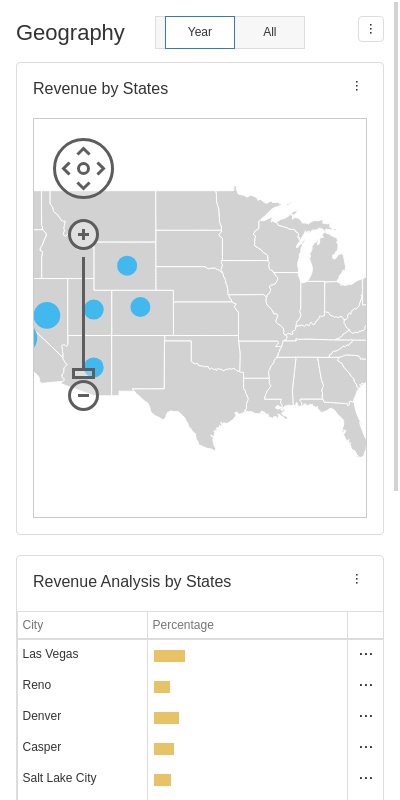 Geography
Year
All
Revenue by States
Revenue Analysis by States
City
Percentage
Las Vegas
Reno
Denver
Casper
Salt Lake City